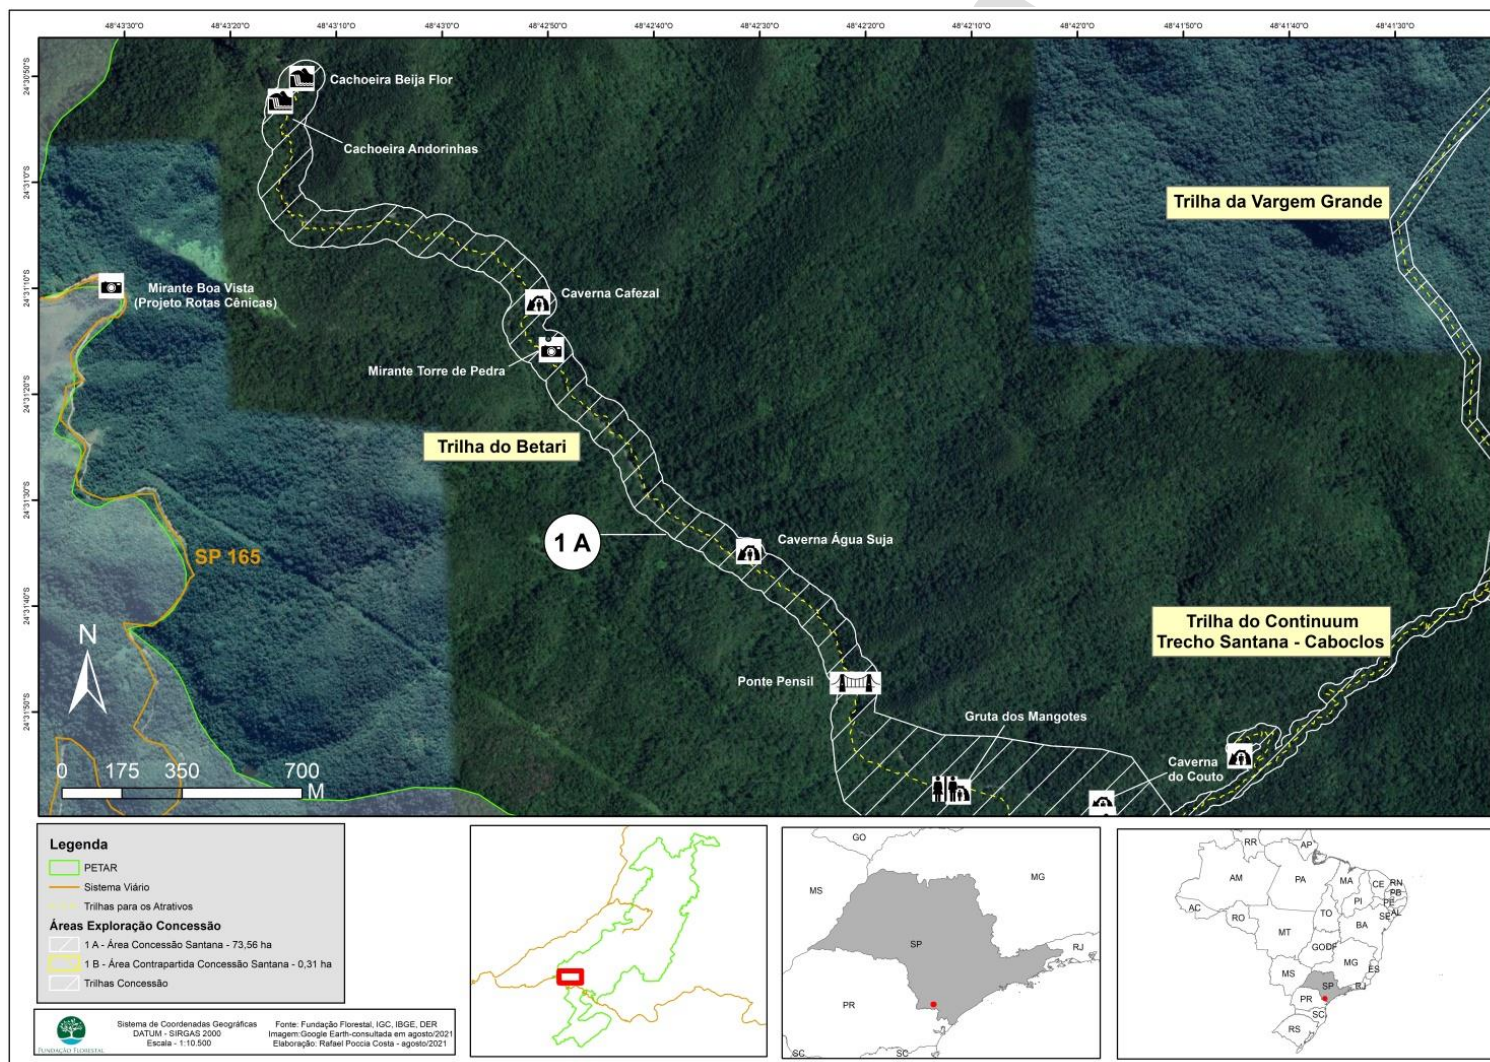 48°43'30"
48°43'20"
48°43'10"
48°43'0"
48°42'50"
48°42'40"
48°42'30"
48°42'20"
48°42'10"
48°42'0"
48°41'50"
48°41'40"
48°41'30"
24°30'50"S
24°31'0"S
24°31'10"S
24°31'20"S
24°31'30"S
24°31'40"S
24°31'50"S
Cachoeira Beija Flor
Cachoeira Andorinhas
Trilha da Vargem Grande
Mirante Boa Vista
(Projeto Rotas Cênicas)
Caverna Cafezal
Mirante Torre de Pedra
Trilha do Betari
1 A
Caverna Água Suja
SP 165
Trilha do Continuum
Trecho Santana - Caboclos
N
Ponte Pensil
Gruta dos Mangotes
Caverna
do Couto
0 175 350 700
M
Legenda
PETAR
Sistema Viário
Trilhas para os Atrativos
Áreas Exploração Concessão
1 A - Área Concessão Santana - 73,56 ha
1 B - Área Contrapartida Concessão Santana - 0,31 ha
Trilhas Concessão
FUNDAÇÃO FLORESTAL
Sistema de Coordenadas Geográficas
DATUM - SIRGAS 2000
Escala - 1:10.500
Fonte: Fundação Florestal, IGC, IBGE, DER
Imagem:Google Earth-consultada em agosto/2021
Elaboração: Rafael Poccia Costa - agosto/2021
GO
MS
MG
SP
RJ
PR
SC
SC
RR
AP
AM
PA
MA
CE
RN
PB
PE
PI
AC
TO
AL
SE
RO
BA
MT
GO
DF
MG
MS
ES
SP
RJ
PR
SC
RS